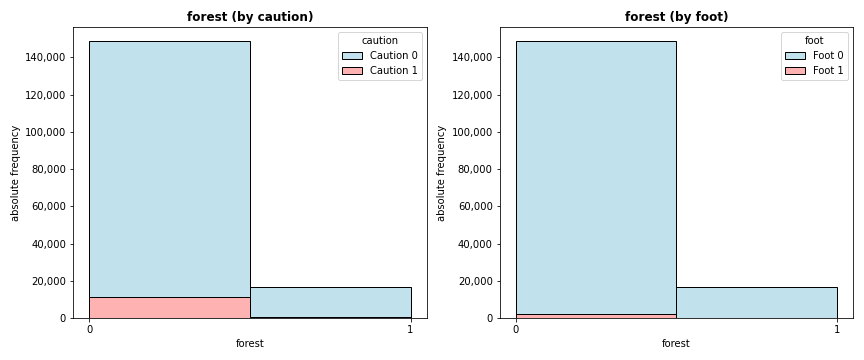 forest (by caution)
absolute frequency
140,000
120,000
100,000
80,000
60,000
40,000
20,000
0
0
1
forest
caution
Caution 0
Caution 1
forest (by foot)
absolute frequency
140,000
120,000
100,000
80,000
60,000
40,000
20,000
0
0
1
forest
foot
Foot 0
Foot 1